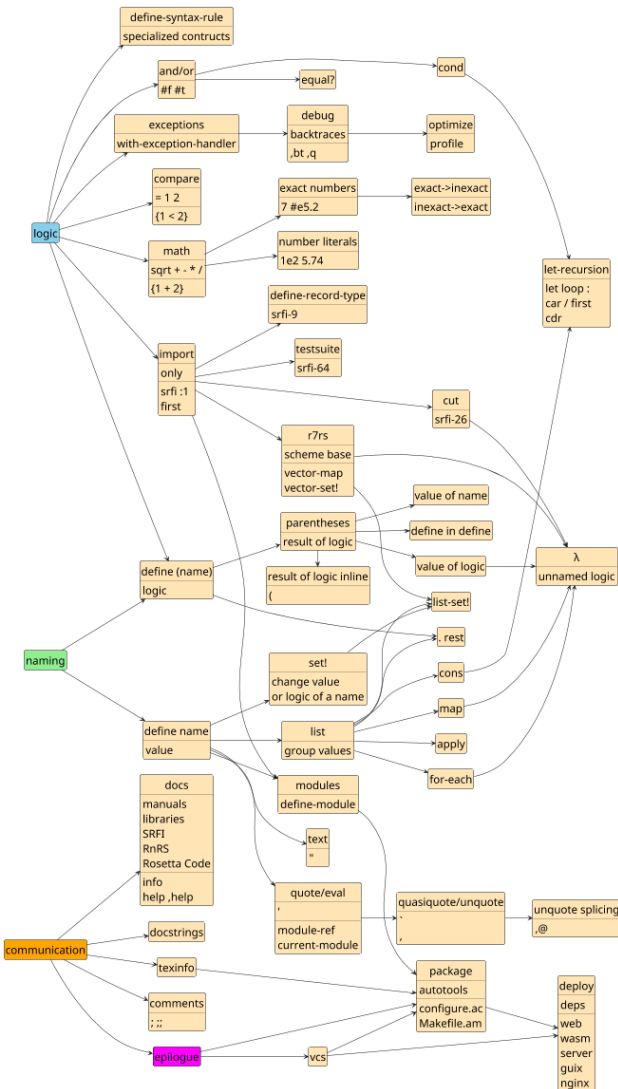 define-syntax-rule
specialized contructs
and/or
#f #t
equal?
cond
exceptions
with-exception-handler
debug
backtraces
,bt ,q
optimize
profile
compare
= 1 2
{1 < 2}
exact numbers
7 #e5.2
exact->inexact
inexact->exact
logic
math
sqrt + - * /
{1 + 2}
number literals
1e2 5.74
let-recursion
let loop :
car / first
cdr
define-record-type
srfi-9
import
only
srfi :1
first
testsuite
srfi-64
cut
srfi-26
r7rs
scheme base
vector-map
vector-set!
value of name
parentheses
result of logic
define in define
value of logic
λ
unnamed logic
define (name)
logic
result of logic inline
(
list-set!
. rest
naming
set!
change value
or logic of a name
cons
map
define name
value
list
group values
apply
for-each
docs
manuals
libraries
SRFI
RnRS
Rosetta Code
info
help ,help
modules
define-module
text
"
quote/eval
'
module-ref
current-module
quasiquote/unquote
`
,
unquote splicing
,@
communication
docstrings
texinfo
comments
; ;;
epilogue
vcs
package
autotools
configure.ac
Makefile.am
deploy
deps
web
wasm
server
guix
nginx